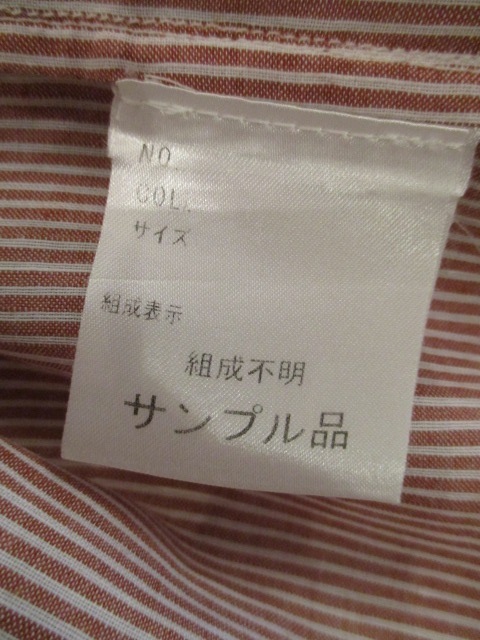 NO.
COL.
サイズ
組成表示
組成不明
サンプル品